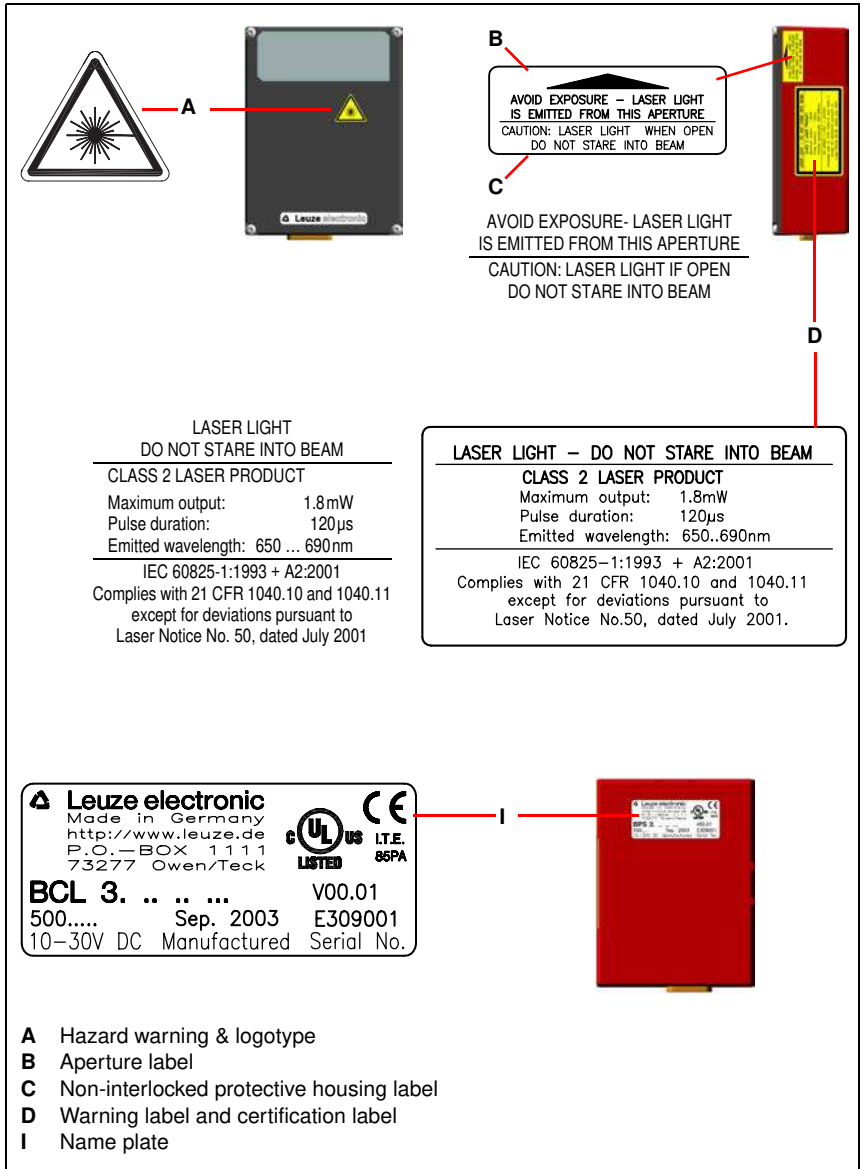 A
Leuze electronic
B
AVOID EXPOSURE – LASER LIGHT
IS EMITTED FROM THIS APERTURE
CAUTION: LASER LIGHT WHEN OPEN
DO NOT STARE INTO BEAM
C
AVOID EXPOSURE- LASER LIGHT
IS EMITTED FROM THIS APERTURE
CAUTION: LASER LIGHT IF OPEN
DO NOT STARE INTO BEAM
D
LASER LIGHT
DO NOT STARE INTO BEAM
CLASS 2 LASER PRODUCT
Maximum output: 1.8mW
Pulse duration: 120µs
Emitted wavelength: 650 ... 690nm
IEC 60825-1:1993 + A2:2001
Complies with 21 CFR 1040.10 and 1040.11
except for deviations pursuant to
Laser Notice No. 50, dated July 2001
LASER LIGHT – DO NOT STARE INTO BEAM
CLASS 2 LASER PRODUCT
Maximum output: 1.8mW
Pulse duration: 120µs
Emitted wavelength: 650..690nm
IEC 60825–1:1993 + A2:2001
Complies with 21 CFR 1040.10 and 1040.11
except for deviations pursuant to
Laser Notice No.50, dated July 2001.
Leuze electronic
Made in Germany
http://www.leuze.de
P.O.–BOX 1111
73277 Owen/Teck
CE
C UL US
LISTED
I.T.E.
85PA
BCL 3. .. .. ... V00.01
500..... Sep. 2003 E309001
10–30V DC Manufactured Serial No.
I
Leuze electronic
BPS 3.
Sep. 2003 E309001
A Hazard warning & logotype
B Aperture label
C Non-interlocked protective housing label
D Warning label and certification label
I Name plate